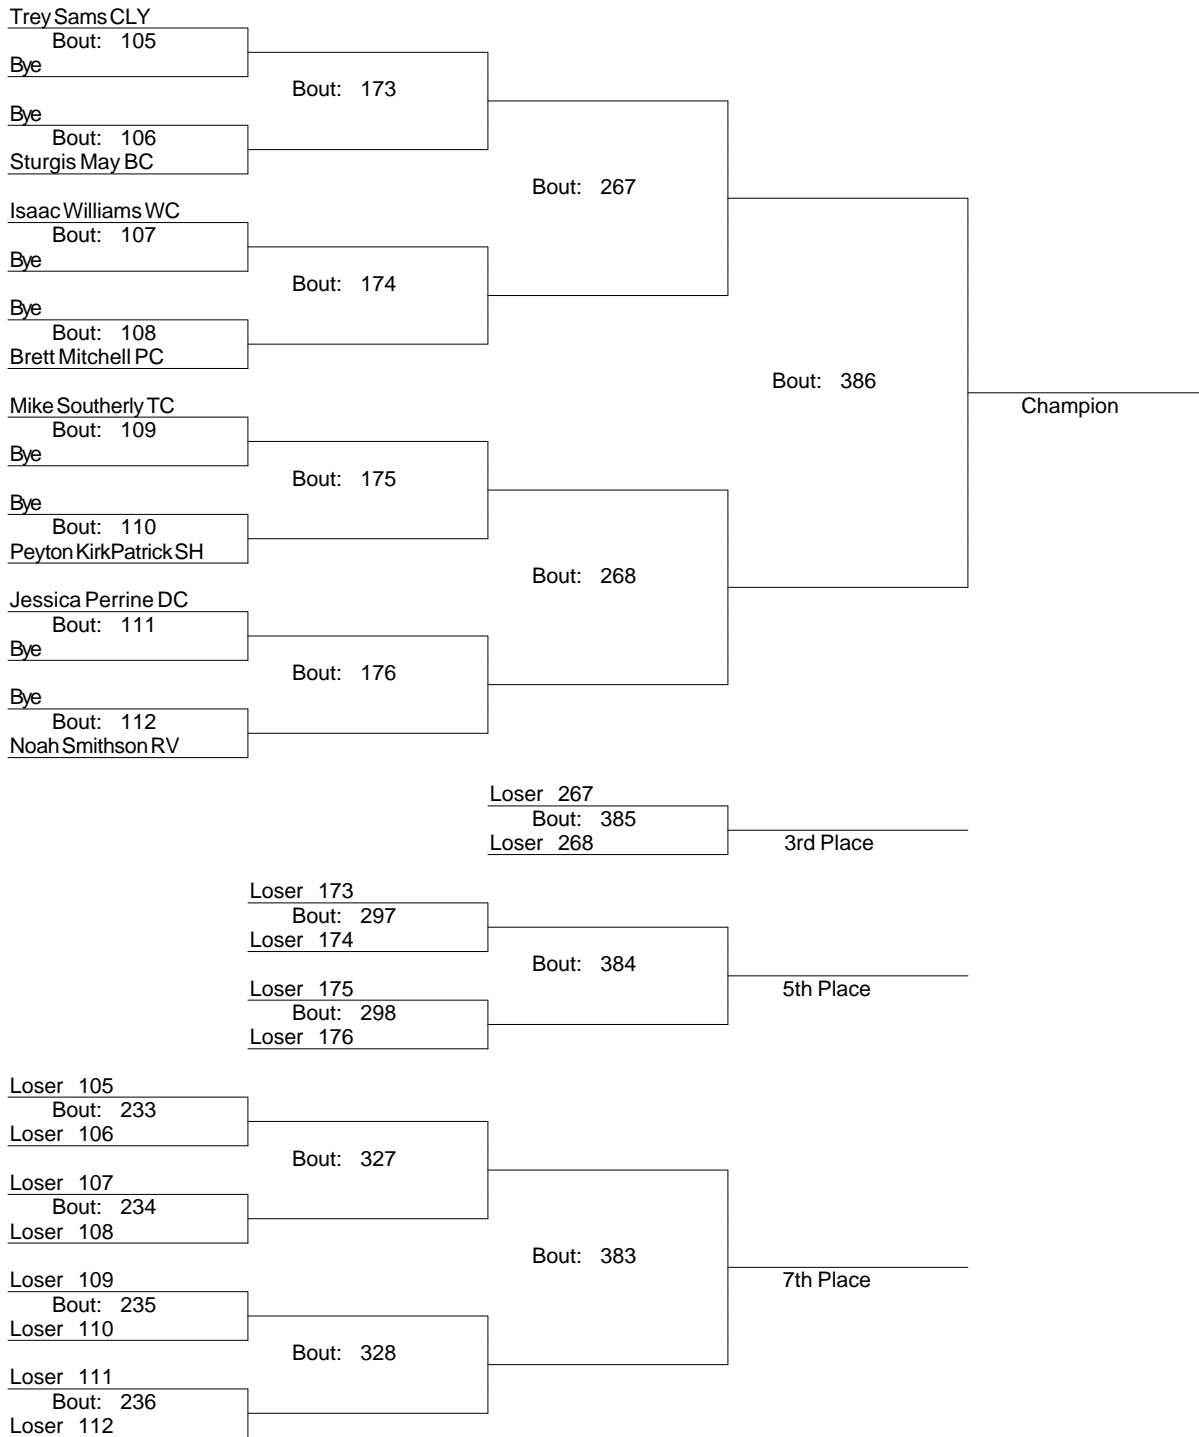 Trey Sams CLY
Bout: 105
Bye
Bout: 173
Bye
Bout: 106
Sturgis May BC
Bout: 267
Isaac Williams WC
Bout: 107
Bye
Bout: 174
Bye
Bout: 108
Brett Mitchell PC
Bout: 386
Mike Southerly TC
Champion
Bout: 109
Bye
Bout: 175
Bye
Bout: 110
Peyton KirkPatrick SH
Bout: 268
Jessica Perrine DC
Bout: 111
Bye
Bout: 176
Bye
Bout: 112
Noah Smithson RV
Loser 267
Bout: 385
Loser 268
3rd Place
Loser 173
Bout: 297
Loser 174
Bout: 384
Loser 175
5th Place
Bout: 298
Loser 176
Loser 105
Bout: 233
Loser 106
Bout: 327
Loser 107
Bout: 234
Loser 108
Bout: 383
Loser 109
7th Place
Bout: 235
Loser 110
Bout: 328
Loser 111
Bout: 236
Loser 112